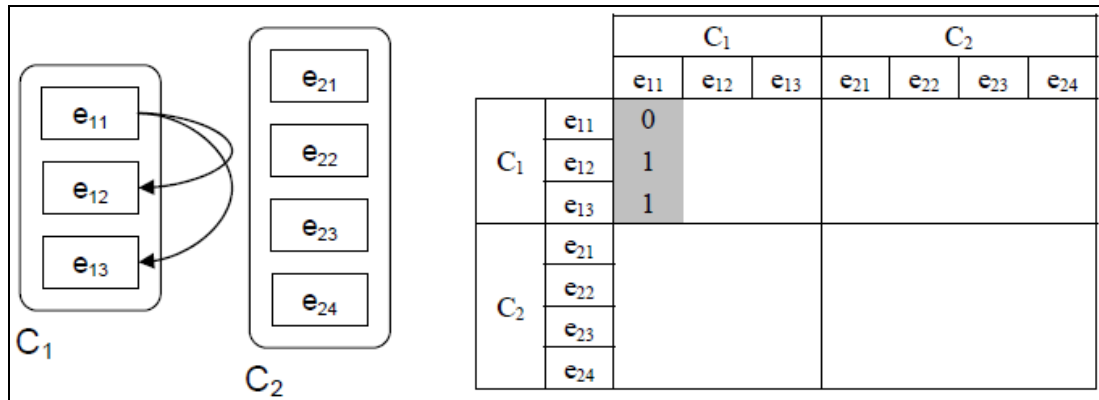 e₁₁
e₁₂
e₁₃
C₁
e₂₁
e₂₂
e₂₃
e₂₄
C₂
C₁ C₂
e₁₁ e₁₂ e₁₃ e₂₁ e₂₂ e₂₃ e₂₄
e₁₁ 0
C₁ e₁₂ 1
e₁₃ 1
e₂₁
C₂ e₂₂
e₂₃
e₂₄